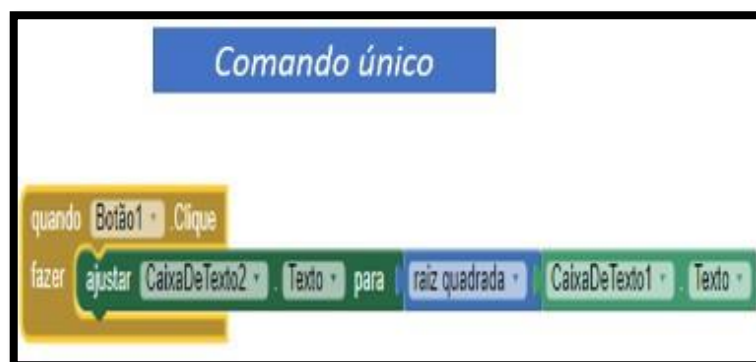 Comando único
quando Botão1 .Clique
fazer ajustar CaixaDeTexto2 . Texto para raiz quadrada CaixaDeTexto1 . Texto